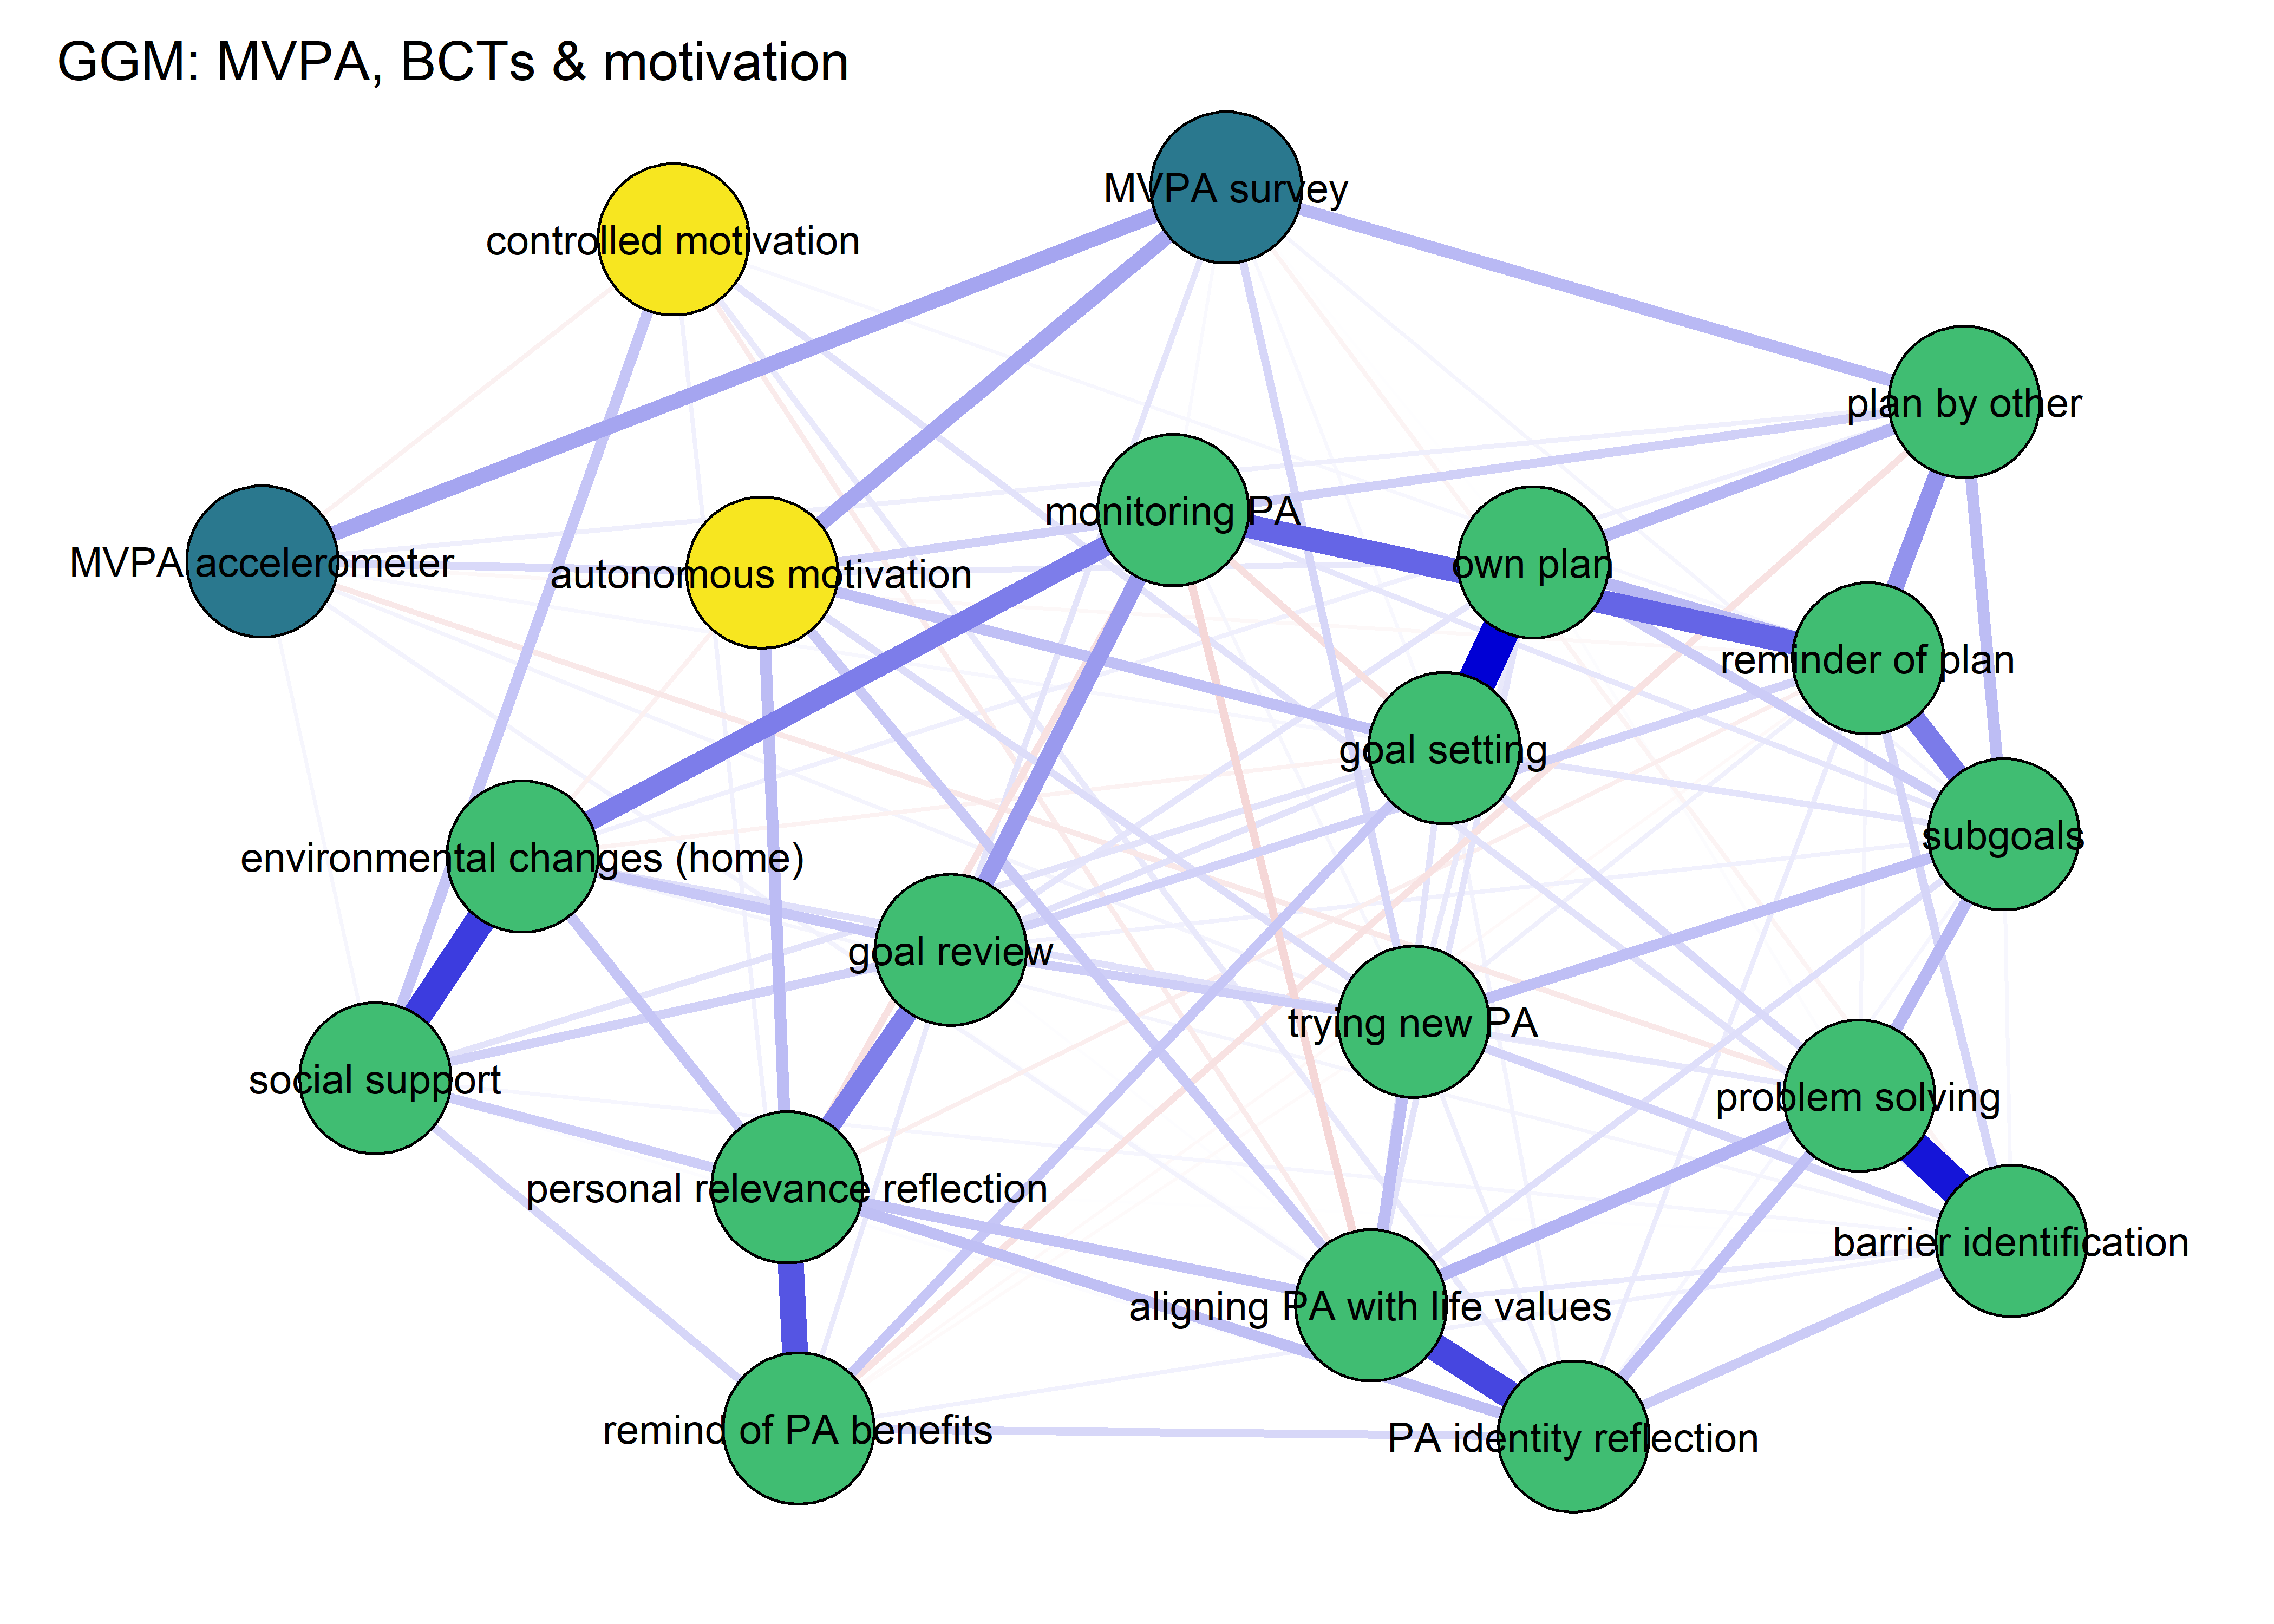 GGM: MVPA, BCTs & motivation
MVPA survey
controlled motivation
plan by other
monitoring PA
MVPA accelerometer
own plan
autonomous motivation
reminder of plan
goal setting
subgoals
environmental changes (home)
goal review
trying new PA
social support
problem solving
personal relevance reflection
barrier identification
aligning PA with life values
remind of PA benefits
PA identity reflection